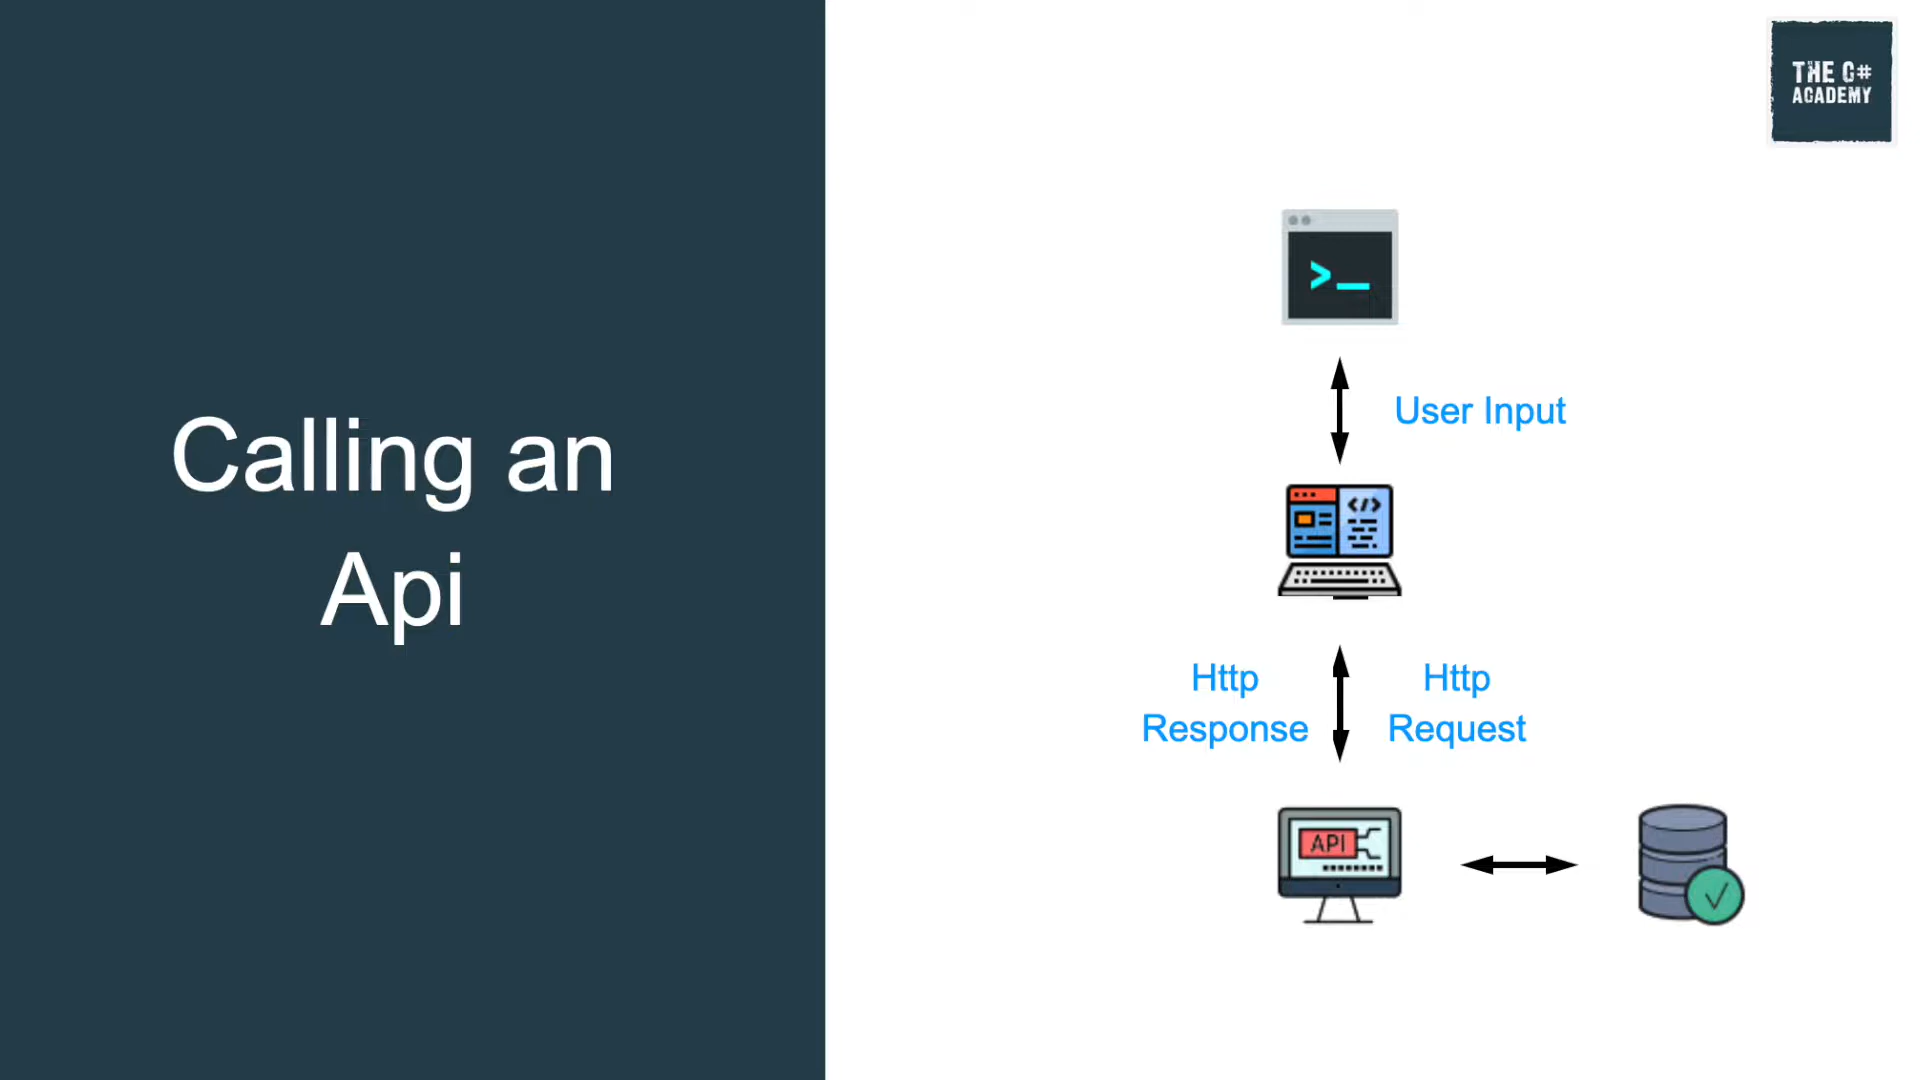 THE C#
ACADEMY
Calling an
Api
>_
User Input
</>
Http
Response
Http
Request
API